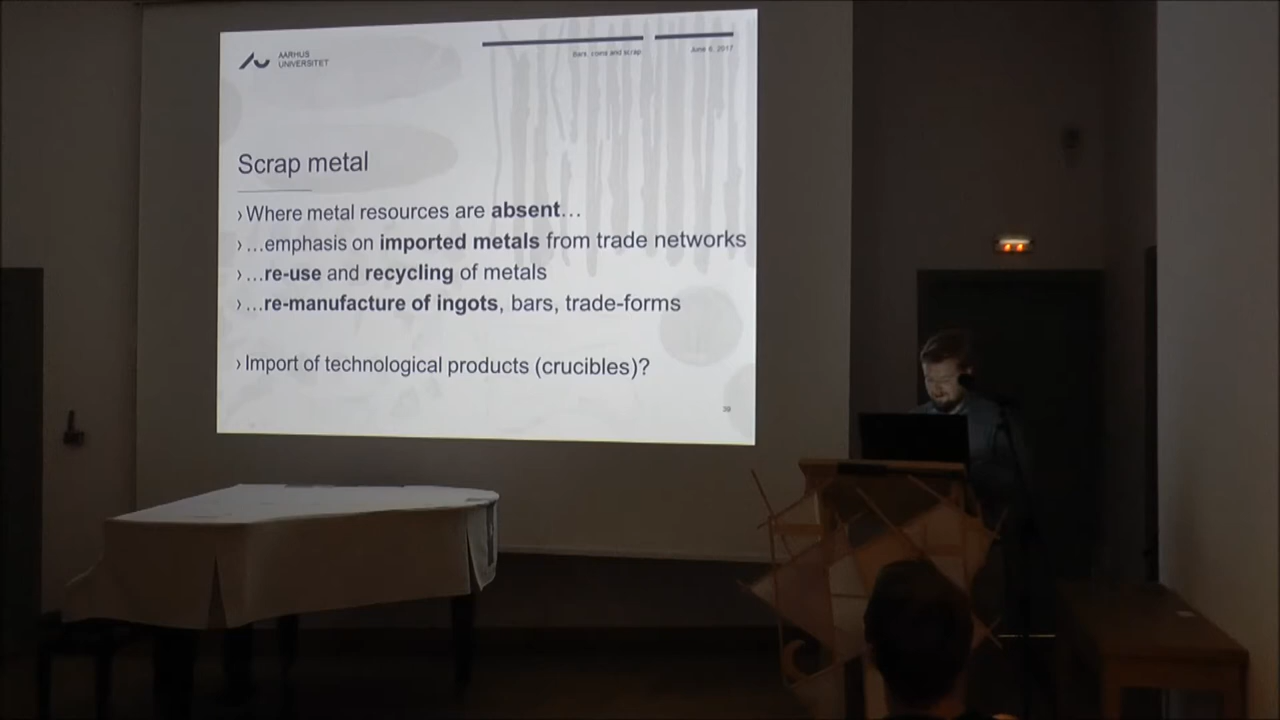 AARHUS
UNIVERSITET
Bars, coins and scrap
June 6, 2017
Scrap metal
› Where metal resources are absent…
› …emphasis on imported metals from trade networks
› …re-use and recycling of metals
› …re-manufacture of ingots, bars, trade-forms
› Import of technological products (crucibles)?
39